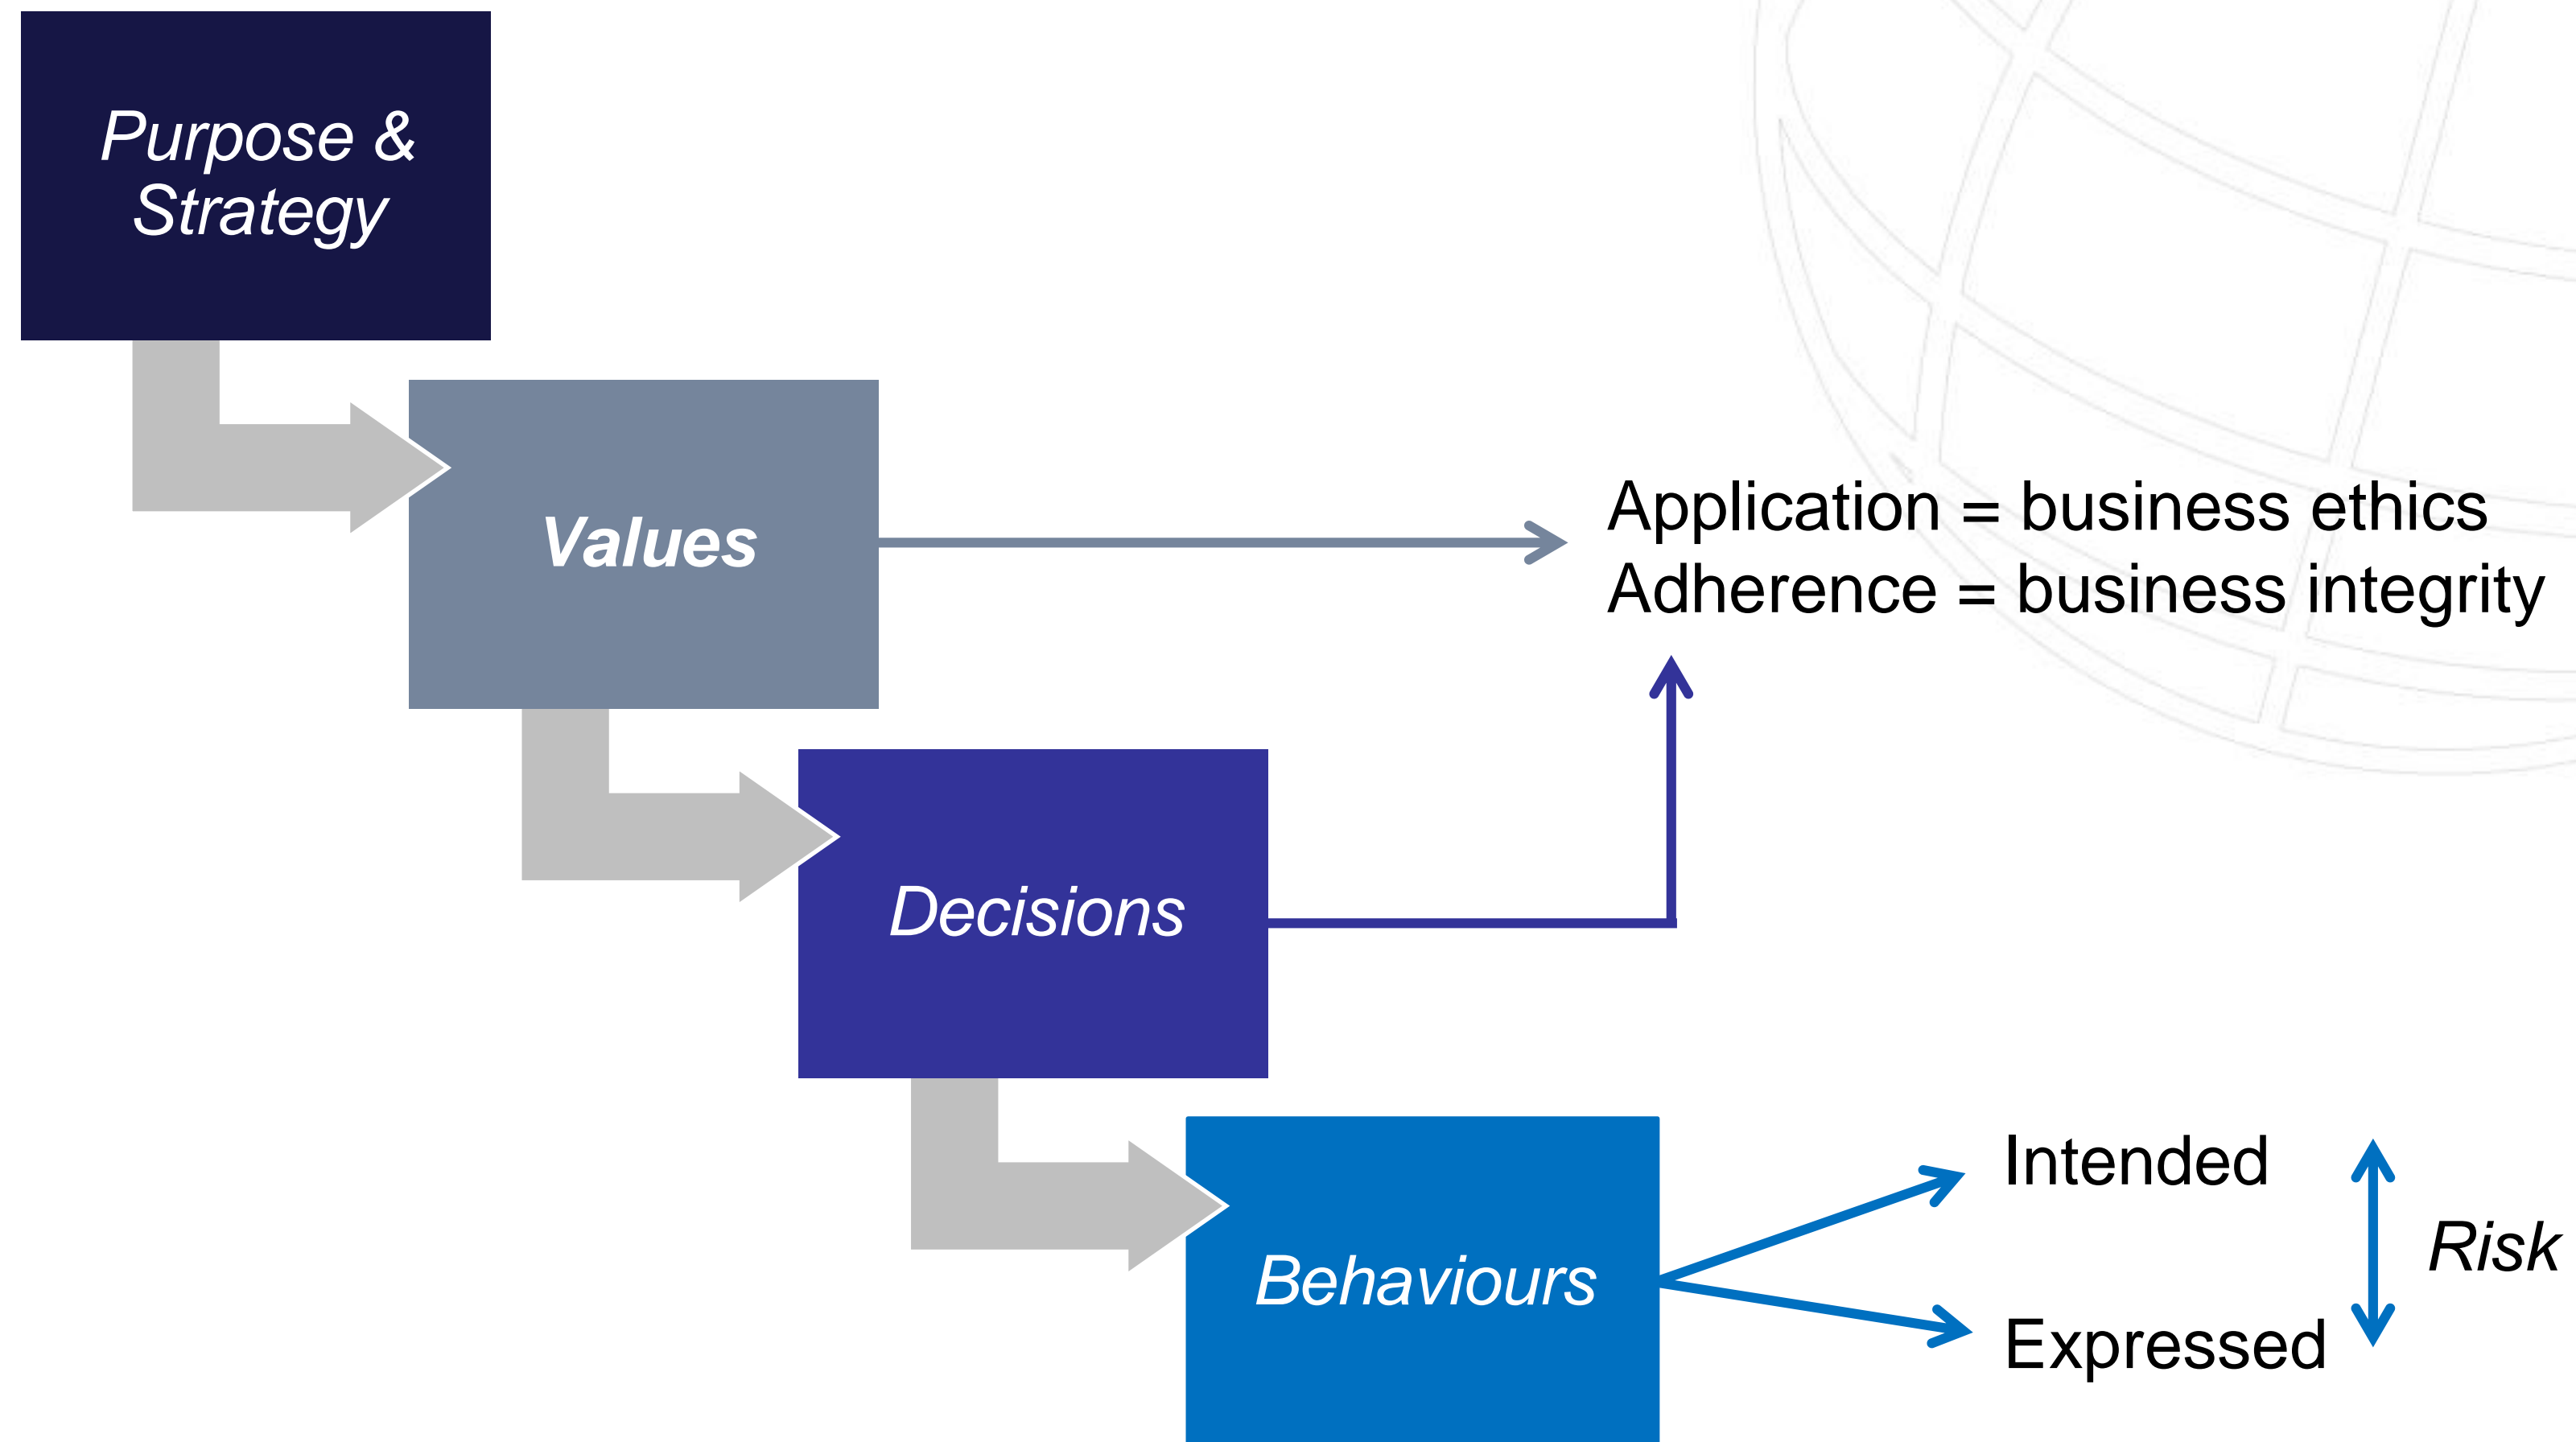 Purpose &
Strategy
Values
Application = business ethics
Adherence = business integrity
Decisions
Behaviours
Intended
Risk
Expressed